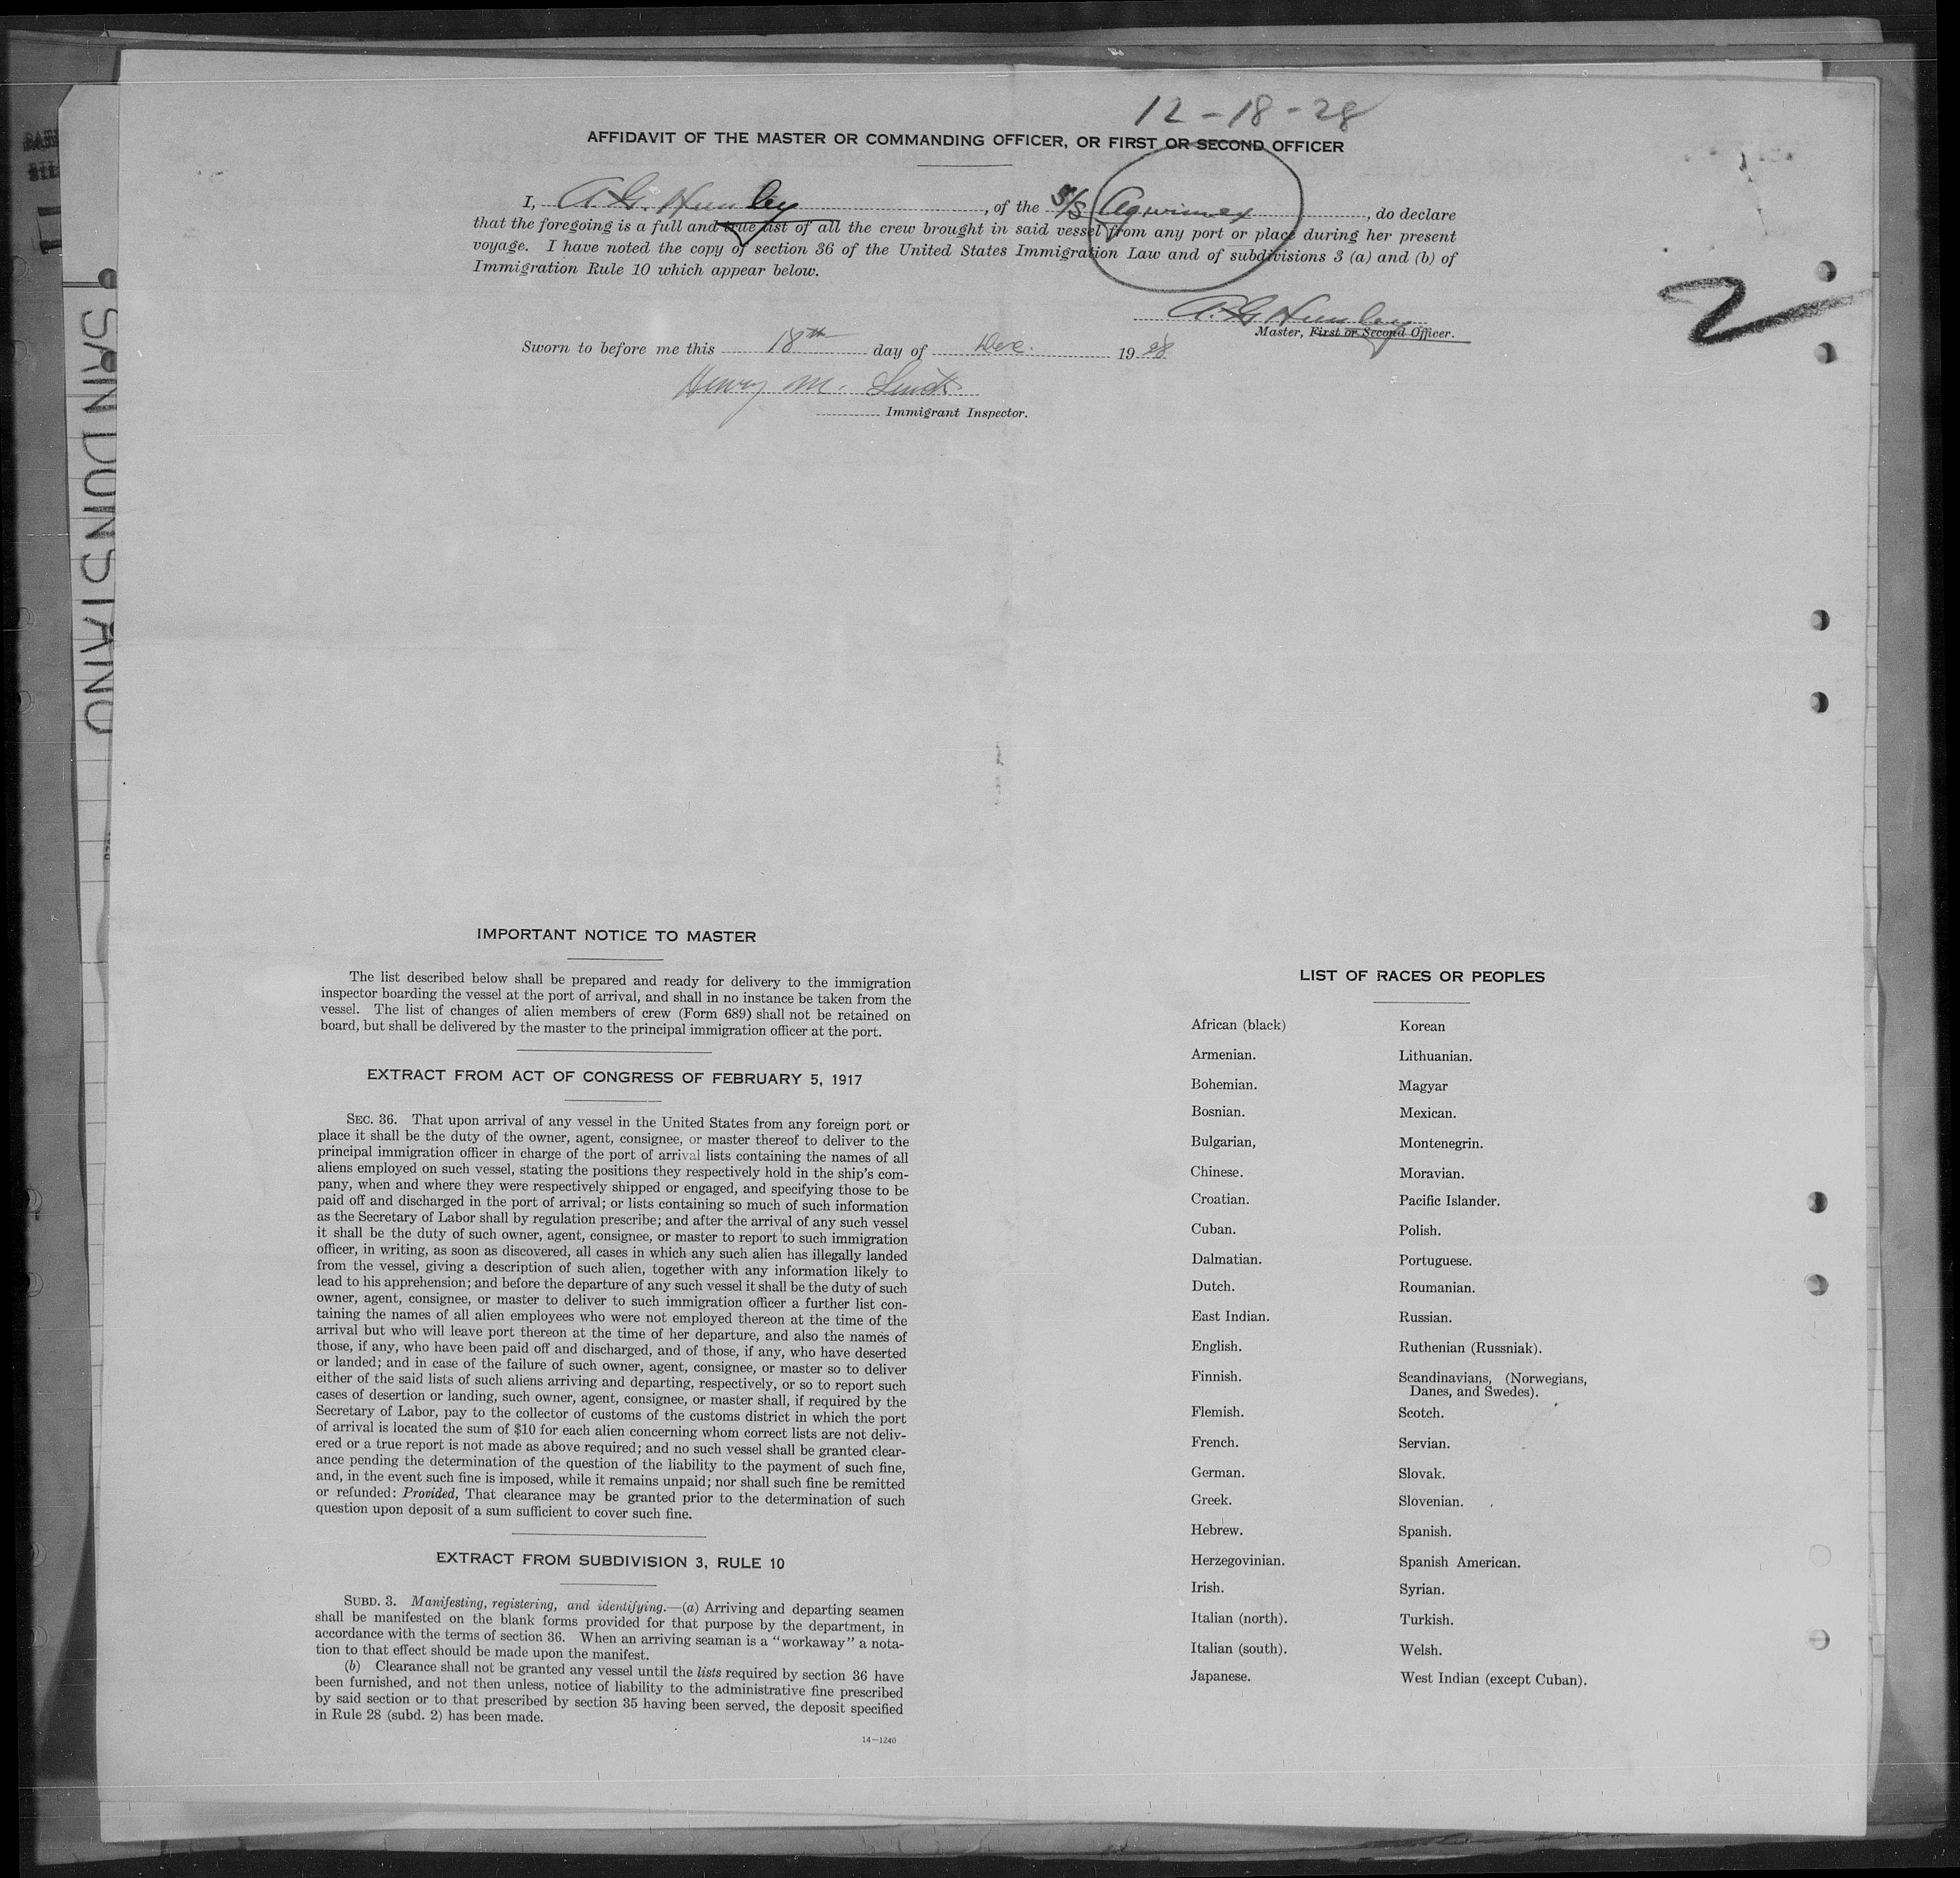 12-18-28
AFFIDAVIT OF THE MASTER OR COMMANDING OFFICER, OR FIRST OR SECOND OFFICER
I, A. G. , of the S/S Agwimex, do declare
that the foregoing is a full and true list of all the crew brought in said vessel from any port or place during her present
voyage. I have noted the copy of section 36 of the United States Immigration Law and of subdivisions 3 (a) and (b) of
Immigration Rule 10 which appear below.
A. G.
Master, First or Second Officer.
Sworn to before me this 18th day of Dec. 1928
Henry M. Smith
Immigrant Inspector.
2
SAN DUNSTANO
IMPORTANT NOTICE TO MASTER
The list described below shall be prepared and ready for delivery to the immigration
inspector boarding the vessel at the port of arrival, and shall in no instance be taken from the
vessel. The list of changes of alien members of crew (Form 689) shall not be retained on
board, but shall be delivered by the master to the principal immigration officer at the port.
EXTRACT FROM ACT OF CONGRESS OF FEBRUARY 5, 1917
SEC. 36. That upon arrival of any vessel in the United States from any foreign port or
place it shall be the duty of the owner, agent, consignee, or master thereof to deliver to the
principal immigration officer in charge of the port of arrival lists containing the names of all
aliens employed on such vessel, stating the positions they respectively hold in the ship's com-
pany, when and where they were respectively shipped or engaged, and specifying those to be
paid off and discharged in the port of arrival; or lists containing so much of such information
as the Secretary of Labor shall by regulation prescribe; and after the arrival of any such vessel
it shall be the duty of such owner, agent, consignee, or master to report to such immigration
officer, in writing, as soon as discovered, all cases in which any such alien has illegally landed
from the vessel, giving a description of such alien, together with any information likely to
lead to his apprehension; and before the departure of any such vessel it shall be the duty of such
owner, agent, consignee, or master to deliver to such immigration officer a further list con-
taining the names of all alien employees who were not employed thereon at the time of the
arrival but who will leave port thereon at the time of her departure, and also the names of
those, if any, who have been paid off and discharged, and of those, if any, who have deserted
or landed; and in case of the failure of such owner, agent, consignee, or master so to deliver
either of the said lists of such aliens arriving and departing, respectively, or so to report such
cases of desertion or landing, such owner, agent, consignee, or master shall, if required by the
Secretary of Labor, pay to the collector of customs of the customs district in which the port
of arrival is located the sum of $10 for each alien concerning whom correct lists are not deliv-
ered or a true report is not made as above required; and no such vessel shall be granted clear-
ance pending the determination of the question of the liability to the payment of such fine,
and, in the event such fine is imposed, while it remains unpaid; nor shall such fine be remitted
or refunded: Provided, That clearance may be granted prior to the determination of such
question upon deposit of a sum sufficient to cover such fine.
EXTRACT FROM SUBDIVISION 3, RULE 10
SUBD. 3. Manifesting, registering, and identifying.—(a) Arriving and departing seamen
shall be manifested on the blank forms provided for that purpose by the department, in
accordance with the terms of section 36. When an arriving seaman is a "workaway" a nota-
tion to that effect should be made upon the manifest.
(b) Clearance shall not be granted any vessel until the lists required by section 36 have
been furnished, and not then unless, notice of liability to the administrative fine prescribed
by said section or to that prescribed by section 35 having been served, the deposit specified
in Rule 28 (subd. 2) has been made.
14—1240
LIST OF RACES OR PEOPLES
African (black)
Armenian.
Bohemian.
Bosnian.
Bulgarian,
Chinese.
Croatian.
Cuban.
Dalmatian.
Dutch.
East Indian.
English.
Finnish.
Flemish.
French.
German.
Greek.
Hebrew.
Herzegovinian.
Irish.
Italian (north).
Italian (south).
Japanese.
Korean
Lithuanian.
Magyar
Mexican.
Montenegrin.
Moravian.
Pacific Islander.
Polish.
Portuguese.
Roumanian.
Russian.
Ruthenian (Russniak).
Scandinavians, (Norwegians,
Danes, and Swedes).
Scotch.
Servian.
Slovak.
Slovenian.
Spanish.
Spanish American.
Syrian.
Turkish.
Welsh.
West Indian (except Cuban).